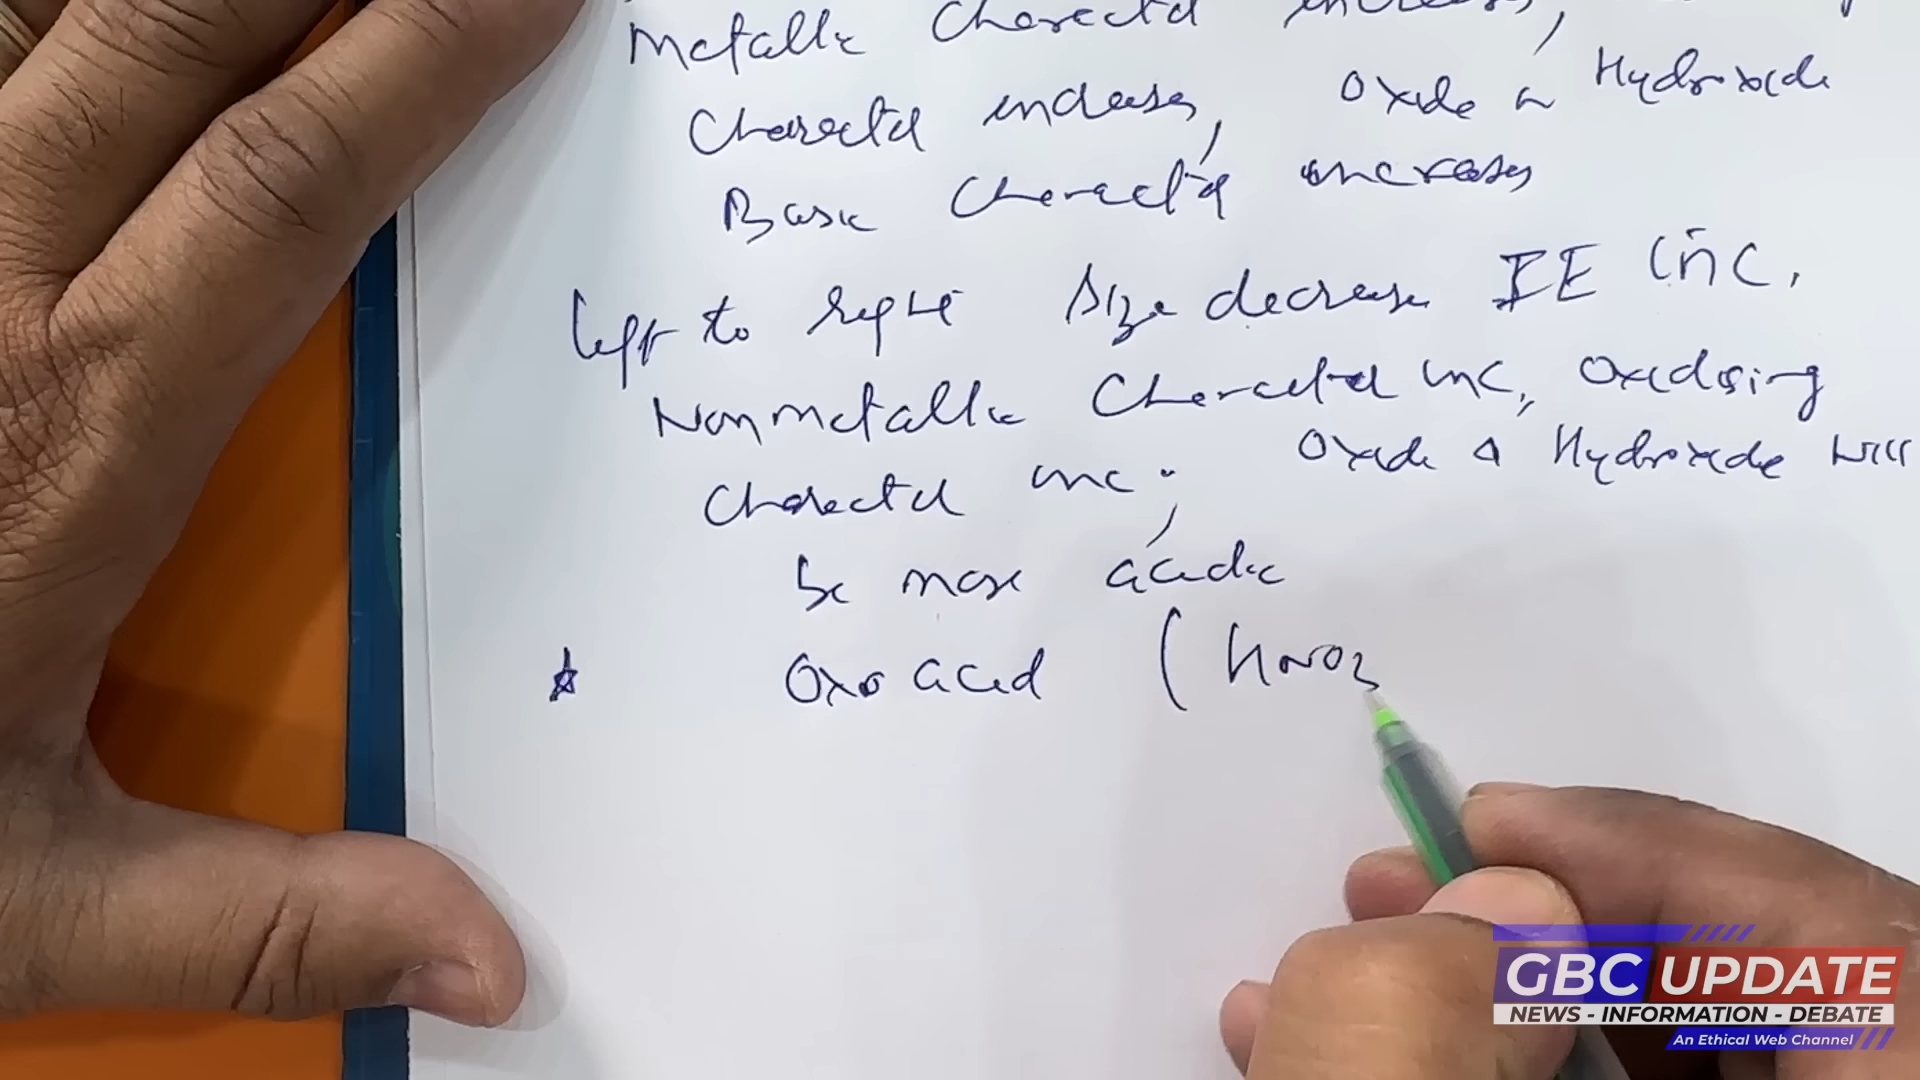 Metallic Character increases,
Character increases, Oxide & Hydroxide
Basic Character increases
left to right Size decrease IE inc.
Nonmetallic Character inc, Oxidising
Character inc., Oxide & Hydroxide will
be more acidic
☆ Oxo acid ( HNO3
GBC UPDATE
NEWS - INFORMATION - DEBATE
An Ethical Web Channel